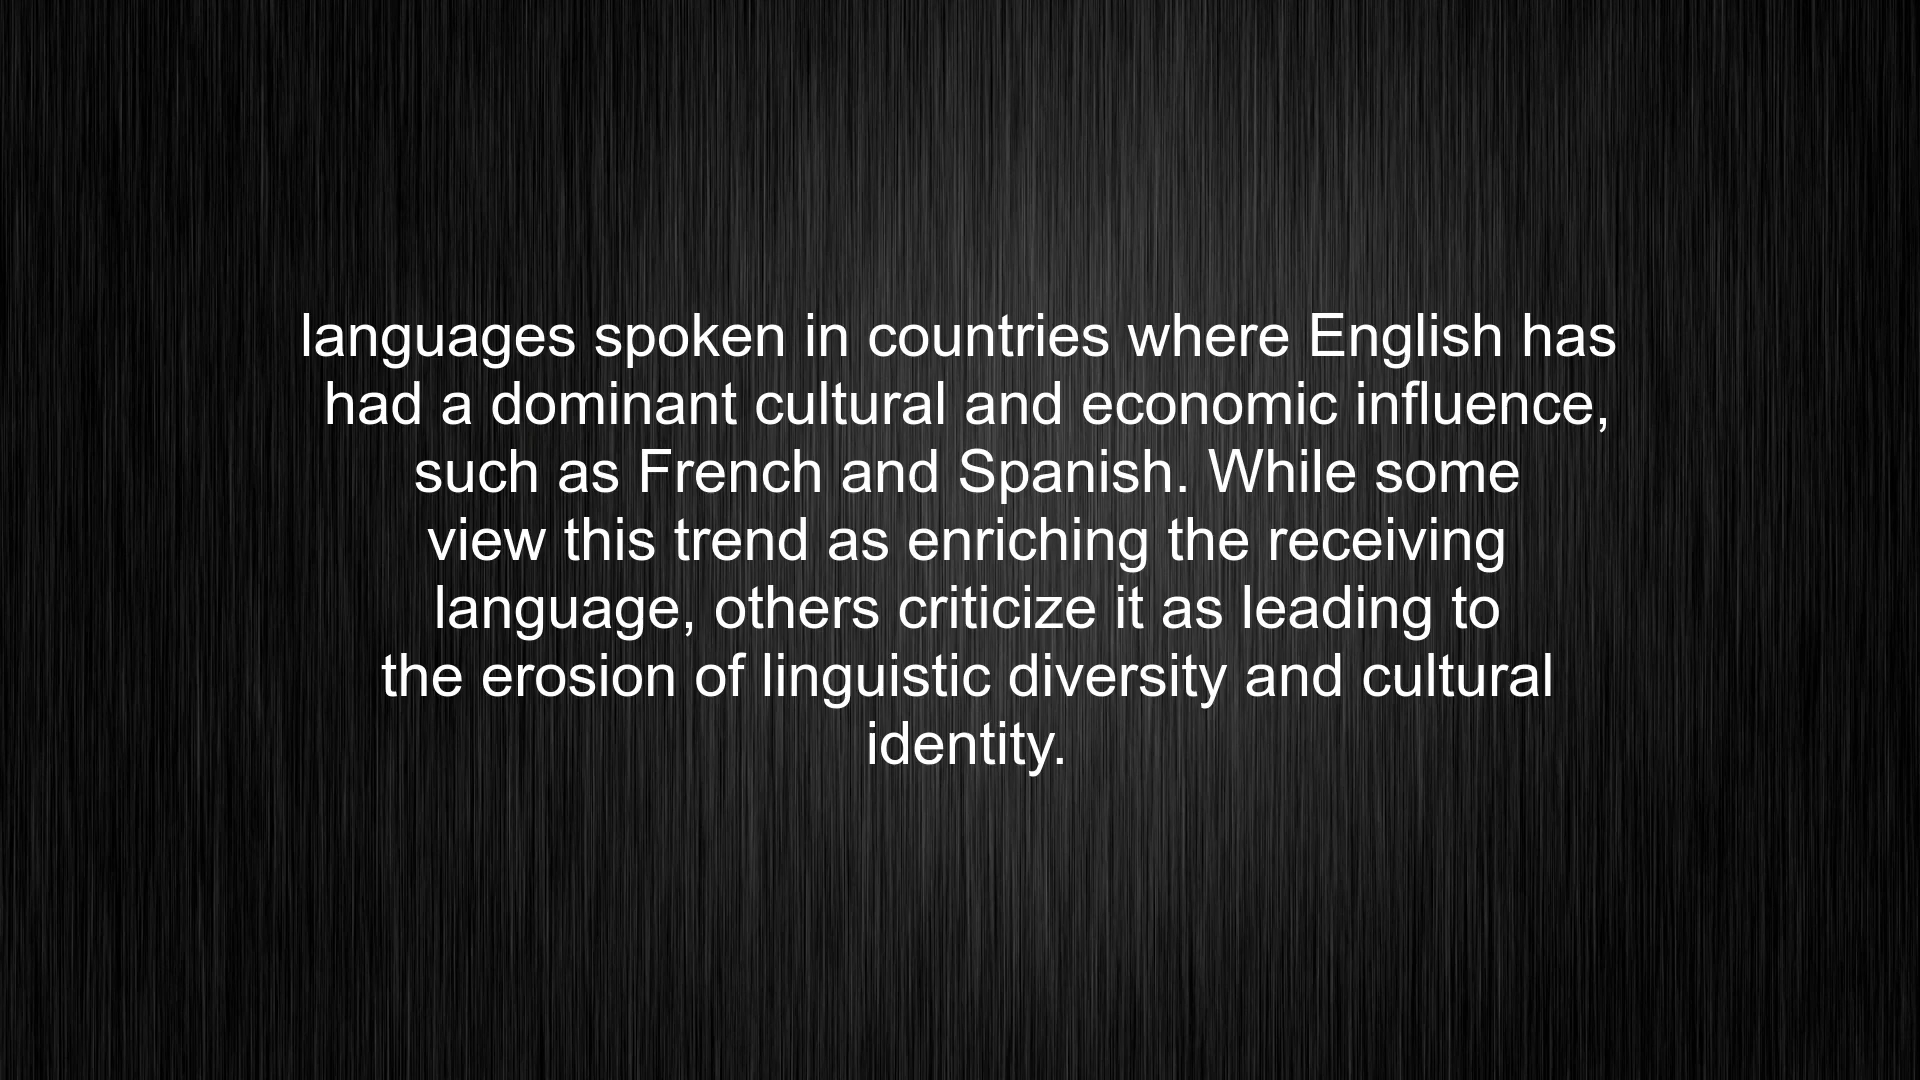 languages spoken in countries where English has
had a dominant cultural and economic influence,
such as French and Spanish. While some
view this trend as enriching the receiving
language, others criticize it as leading to
the erosion of linguistic diversity and cultural
identity.